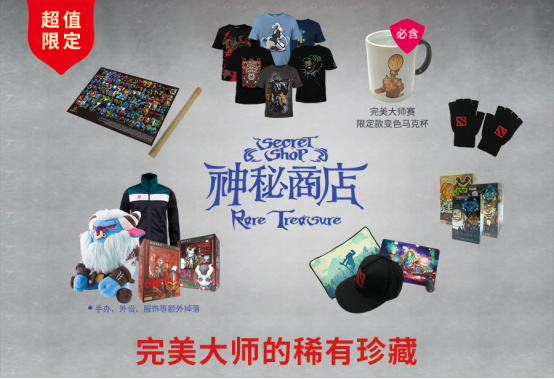 超值
限定
必含
完美大师赛
限定款变色马克杯
Secret
Shop
神秘商店
Rare Treasure
* 手办、外设、服饰等额外掉落
完美大师的稀有珍藏